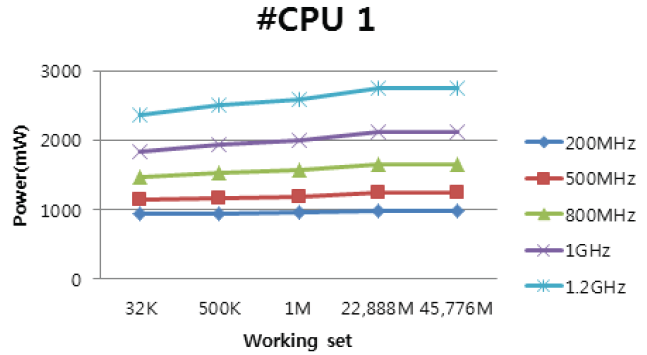 #CPU 1
3000
2000
1000
0
Power(mW)
32K 500K 1M 22,888M 45,776M
Working set
200MHz
500MHz
800MHz
1GHz
1.2GHz